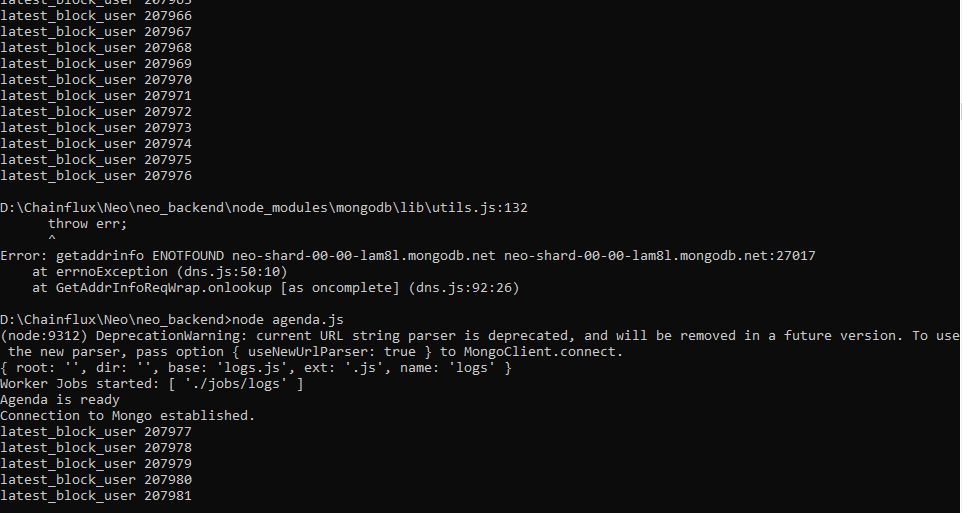 latest_block_user 207965
latest_block_user 207966
latest_block_user 207967
latest_block_user 207968
latest_block_user 207969
latest_block_user 207970
latest_block_user 207971
latest_block_user 207972
latest_block_user 207973
latest_block_user 207974
latest_block_user 207975
latest_block_user 207976
D:\Chainflux\Neo\neo_backend\node_modules\mongodb\lib\utils.js:132
      throw err;
      ^
Error: getaddrinfo ENOTFOUND neo-shard-00-00-lam8l.mongodb.net neo-shard-00-00-lam8l.mongodb.net:27017
    at errnoException (dns.js:50:10)
    at GetAddrInfoReqWrap.onlookup [as oncomplete] (dns.js:92:26)
D:\Chainflux\Neo\neo_backend>node agenda.js
(node:9312) DeprecationWarning: current URL string parser is deprecated, and will be removed in a future version. To use
 the new parser, pass option { useNewUrlParser: true } to MongoClient.connect.
{ root: '', dir: '', base: 'logs.js', ext: '.js', name: 'logs' }
Worker Jobs started: [ './jobs/logs' ]
Agenda is ready
Connection to Mongo established.
latest_block_user 207977
latest_block_user 207978
latest_block_user 207979
latest_block_user 207980
latest_block_user 207981